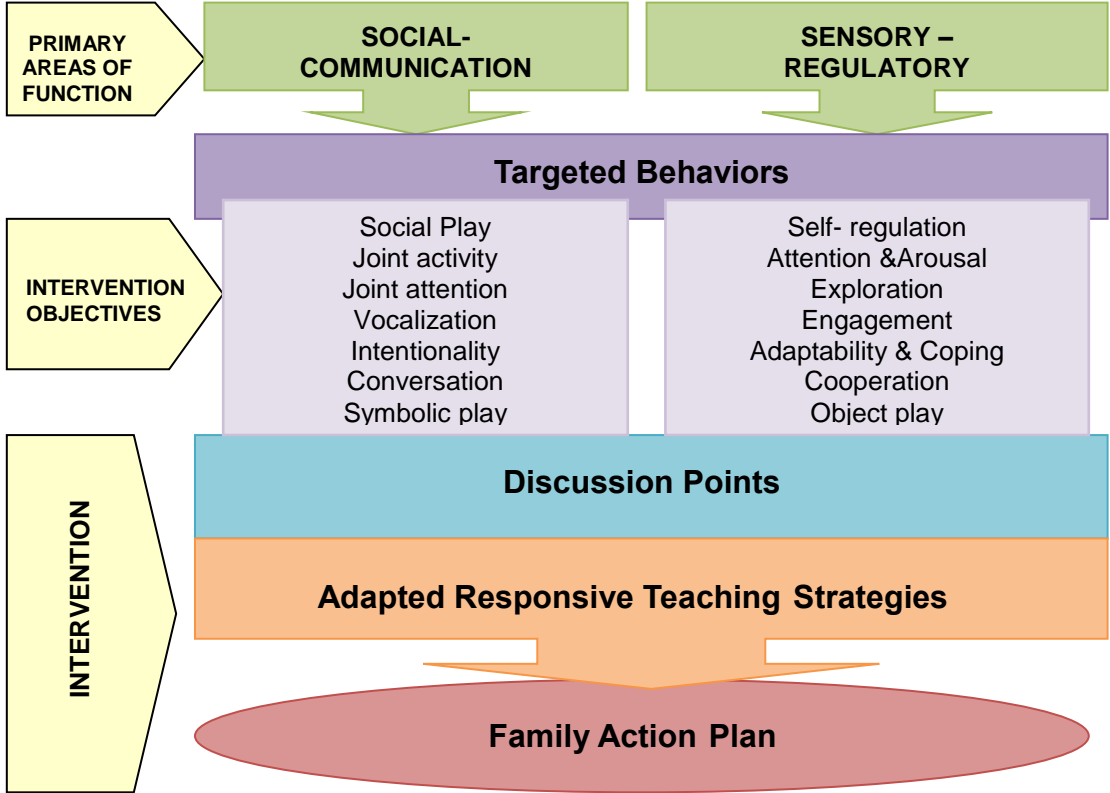 PRIMARY
AREAS OF
FUNCTION
SOCIAL-
COMMUNICATION
SENSORY –
REGULATORY
Targeted Behaviors
INTERVENTION
OBJECTIVES
Social Play
Joint activity
Joint attention
Vocalization
Intentionality
Conversation
Symbolic play
Self- regulation
Attention &Arousal
Exploration
Engagement
Adaptability & Coping
Cooperation
Object play
INTERVENTION
Discussion Points
Adapted Responsive Teaching Strategies
Family Action Plan